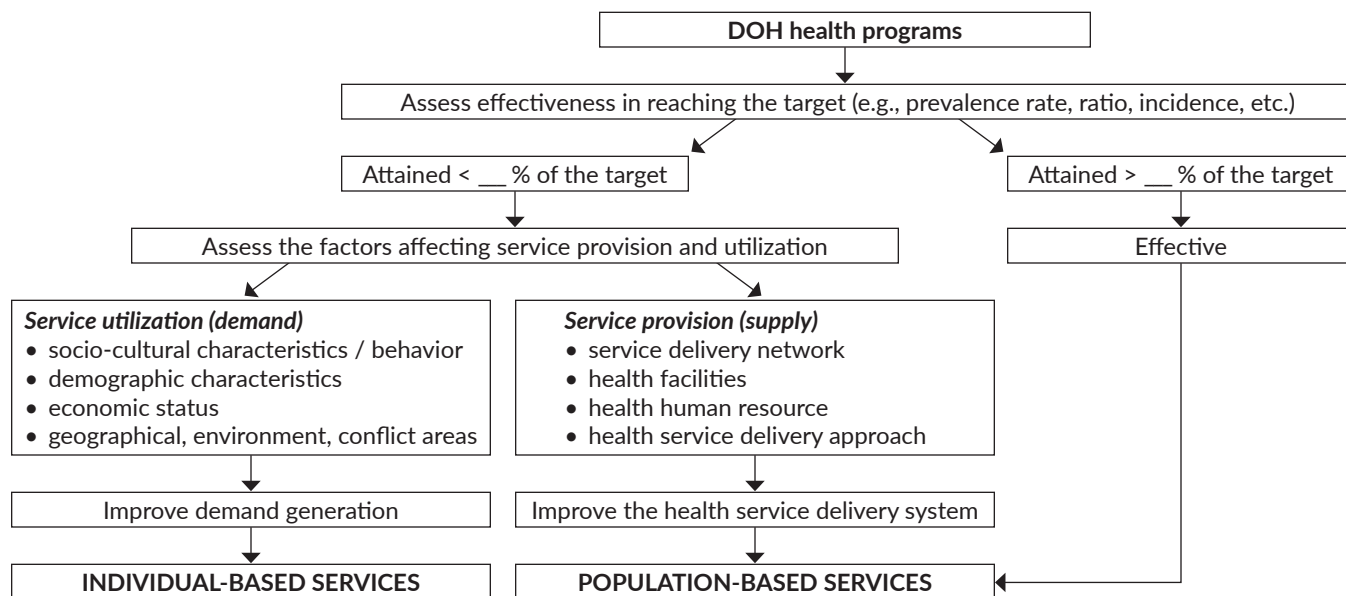 DOH health programs
Assess effectiveness in reaching the target (e.g., prevalence rate, ratio, incidence, etc.)
Attained < __ % of the target
Attained > __ % of the target
Assess the factors affecting service provision and utilization
Effective
Service utilization (demand)
• socio-cultural characteristics / behavior
• demographic characteristics
• economic status
• geographical, environment, conflict areas
Service provision (supply)
• service delivery network
• health facilities
• health human resource
• health service delivery approach
Improve demand generation
Improve the health service delivery system
INDIVIDUAL-BASED SERVICES
POPULATION-BASED SERVICES